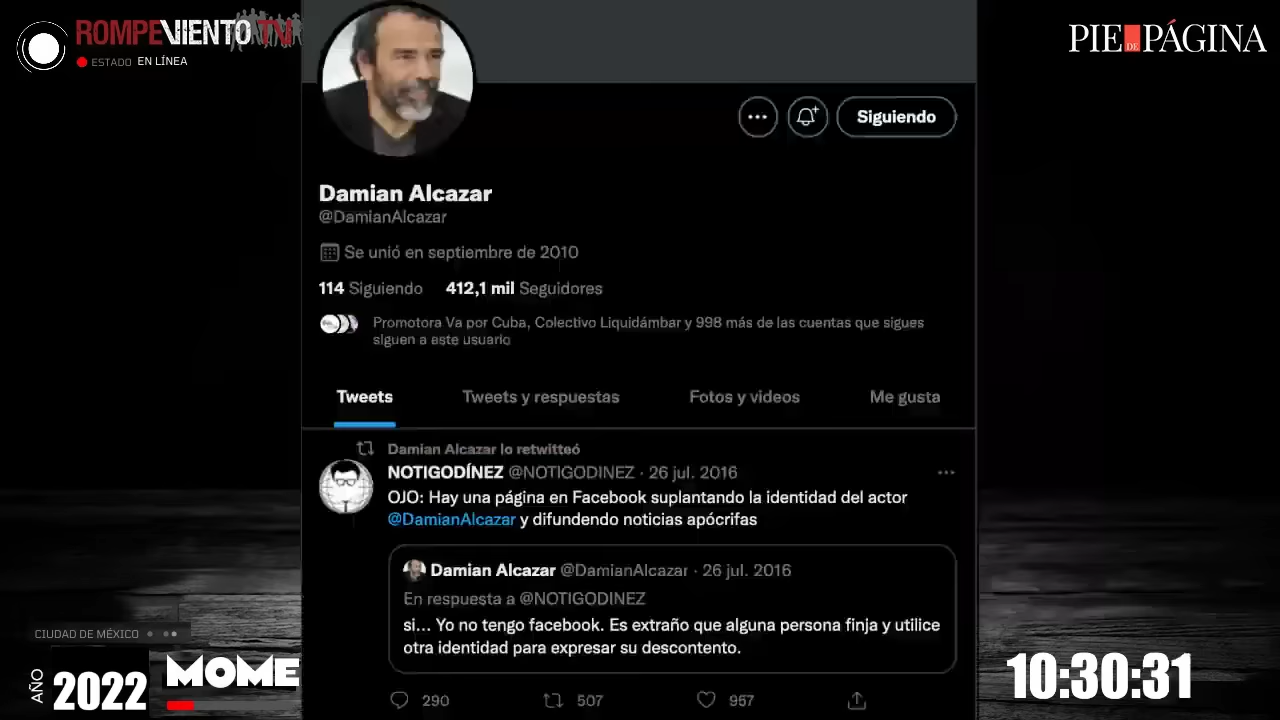 ROMPEVIENTO TV
ESTADO EN LÍNEA
PIE DE PÁGINA
Siguiendo
Damian Alcazar
@DamianAlcazar
Se unió en septiembre de 2010
114 Siguiendo 412,1 mil Seguidores
Promotora Va por Cuba, Colectivo Liquidámbar y 998 más de las cuentas que sigues
siguen a este usuario
Tweets Tweets y respuestas Fotos y videos Me gusta
Damian Alcazar lo retwitteó
NOTIGODÍNEZ @NOTIGODINEZ · 26 jul. 2016
OJO: Hay una página en Facebook suplantando la identidad del actor
@DamianAlcazar y difundendo noticias apócrifas
Damian Alcazar @DamianAlcazar · 26 jul. 2016
En respuesta a @NOTIGODINEZ
si... Yo no tengo facebook. Es extraño que alguna persona finja y utilice
otra identidad para expresar su descontento.
290 507 957
CIUDAD DE MÉXICO
AÑO 2022 MOME
10:30:31